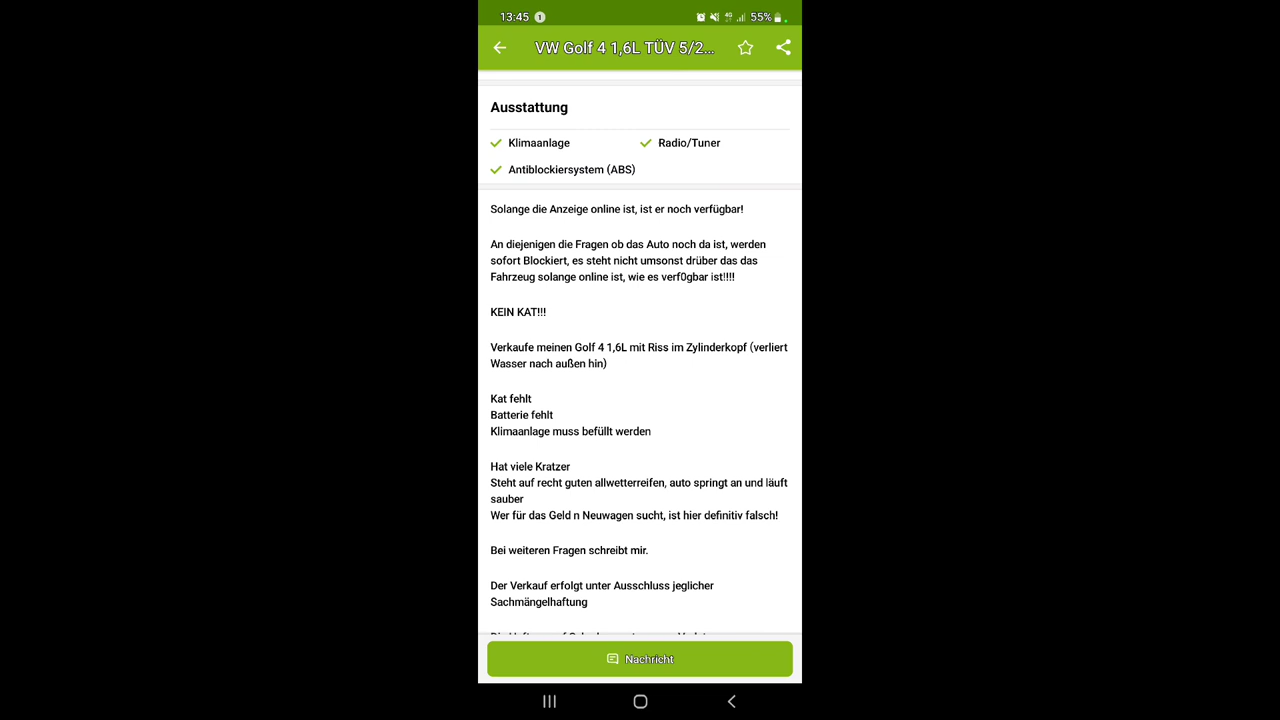 13:45 1 4G 55%
VW Golf 4 1,6L TÜV 5/2...
Ausstattung
Klimaanlage Radio/Tuner
Antiblockiersystem (ABS)
Solange die Anzeige online ist, ist er noch verfügbar!
An diejenigen die Fragen ob das Auto noch da ist, werden
sofort Blockiert, es steht nicht umsonst drüber das das
Fahrzeug solange online ist, wie es verf0gbar ist!!!!
KEIN KAT!!!
Verkaufe meinen Golf 4 1,6L mit Riss im Zylinderkopf (verliert
Wasser nach außen hin)
Kat fehlt
Batterie fehlt
Klimaanlage muss befüllt werden
Hat viele Kratzer
Steht auf recht guten allwetterreifen, auto springt an und läuft
sauber
Wer für das Geld n Neuwagen sucht, ist hier definitiv falsch!
Bei weiteren Fragen schreibt mir.
Der Verkauf erfolgt unter Ausschluss jeglicher
Sachmängelhaftung
Nachricht